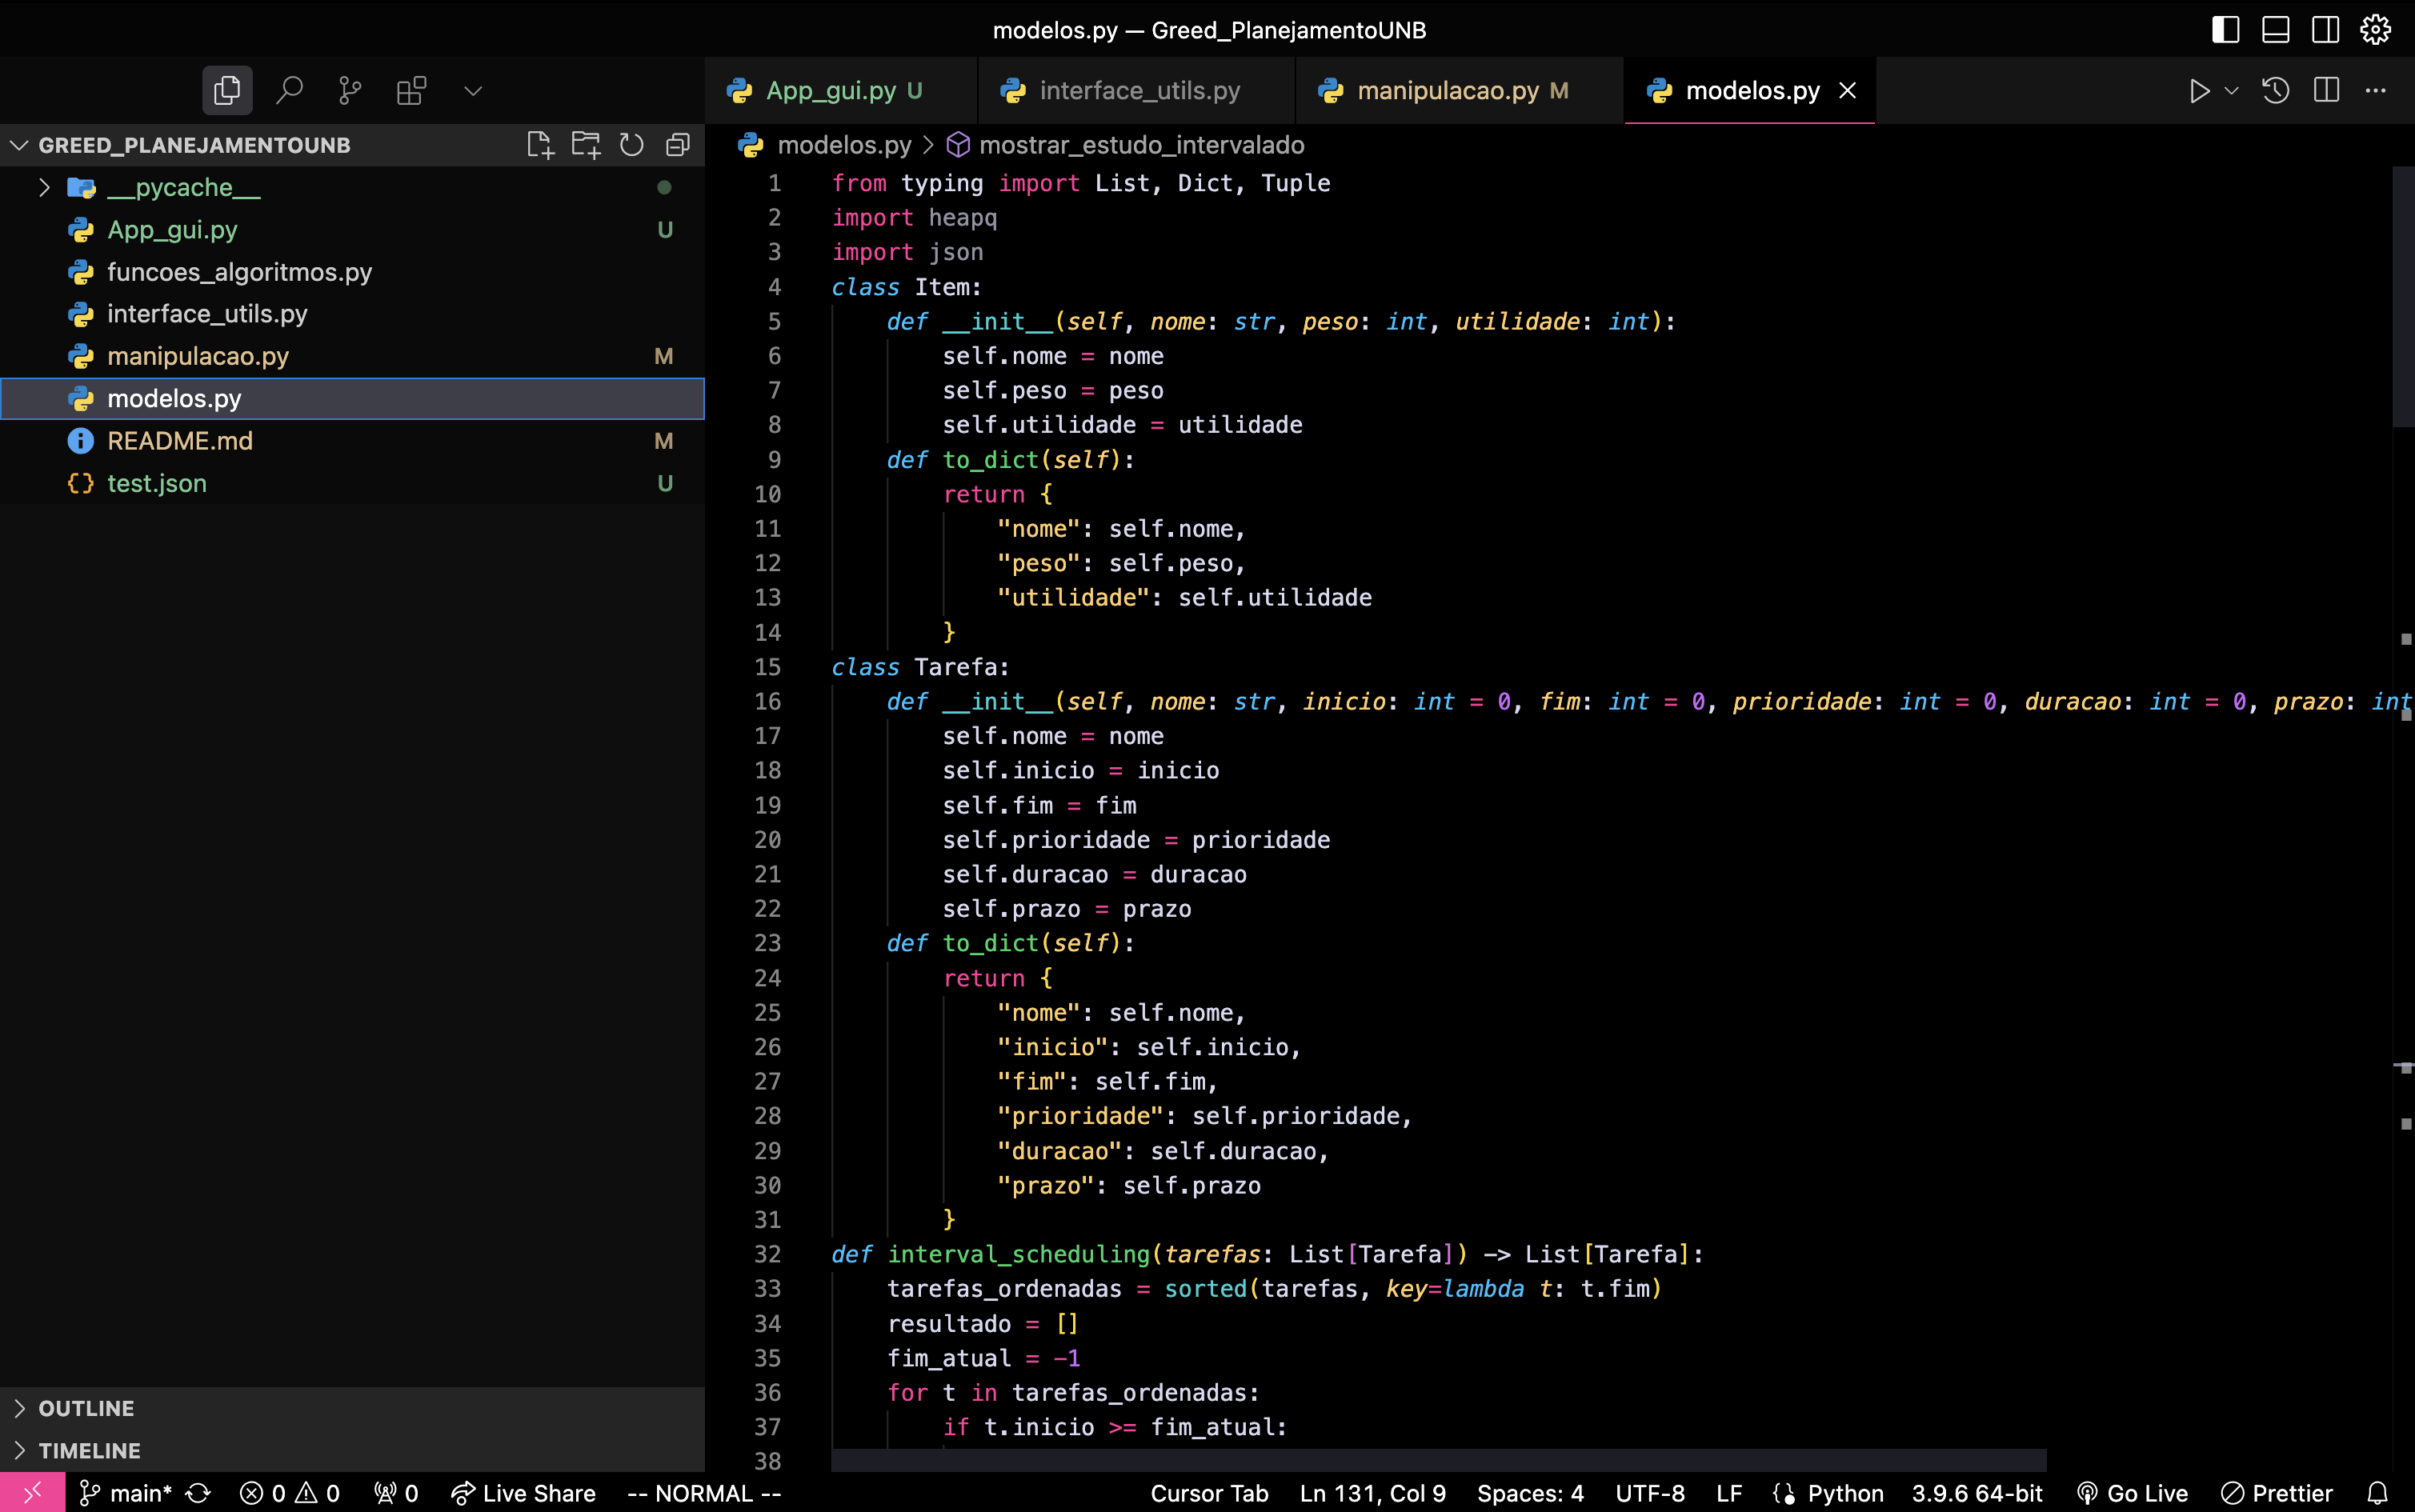 modelos.py — Greed_PlanejamentoUNB
GREED_PLANEJAMENTOUNB
__pycache__
App_gui.py U
funcoes_algoritmos.py
interface_utils.py
manipulacao.py M
modelos.py
README.md M
test.json U
OUTLINE
TIMELINE
App_gui.py U interface_utils.py manipulacao.py M modelos.py
modelos.py > mostrar_estudo_intervalado
1 from typing import List, Dict, Tuple
2 import heapq
3 import json
4 class Item:
5 def __init__(self, nome: str, peso: int, utilidade: int):
6 self.nome = nome
7 self.peso = peso
8 self.utilidade = utilidade
9 def to_dict(self):
10 return {
11 "nome": self.nome,
12 "peso": self.peso,
13 "utilidade": self.utilidade
14 }
15 class Tarefa:
16 def __init__(self, nome: str, inicio: int = 0, fim: int = 0, prioridade: int = 0, duracao: int = 0, prazo: int
17 self.nome = nome
18 self.inicio = inicio
19 self.fim = fim
20 self.prioridade = prioridade
21 self.duracao = duracao
22 self.prazo = prazo
23 def to_dict(self):
24 return {
25 "nome": self.nome,
26 "inicio": self.inicio,
27 "fim": self.fim,
28 "prioridade": self.prioridade,
29 "duracao": self.duracao,
30 "prazo": self.prazo
31 }
32 def interval_scheduling(tarefas: List[Tarefa]) -> List[Tarefa]:
33 tarefas_ordenadas = sorted(tarefas, key=lambda t: t.fim)
34 resultado = []
35 fim_atual = -1
36 for t in tarefas_ordenadas:
37 if t.inicio >= fim_atual:
38
main* 0 0 0 Live Share -- NORMAL -- Cursor Tab Ln 131, Col 9 Spaces: 4 UTF-8 LF Python 3.9.6 64-bit Go Live Prettier